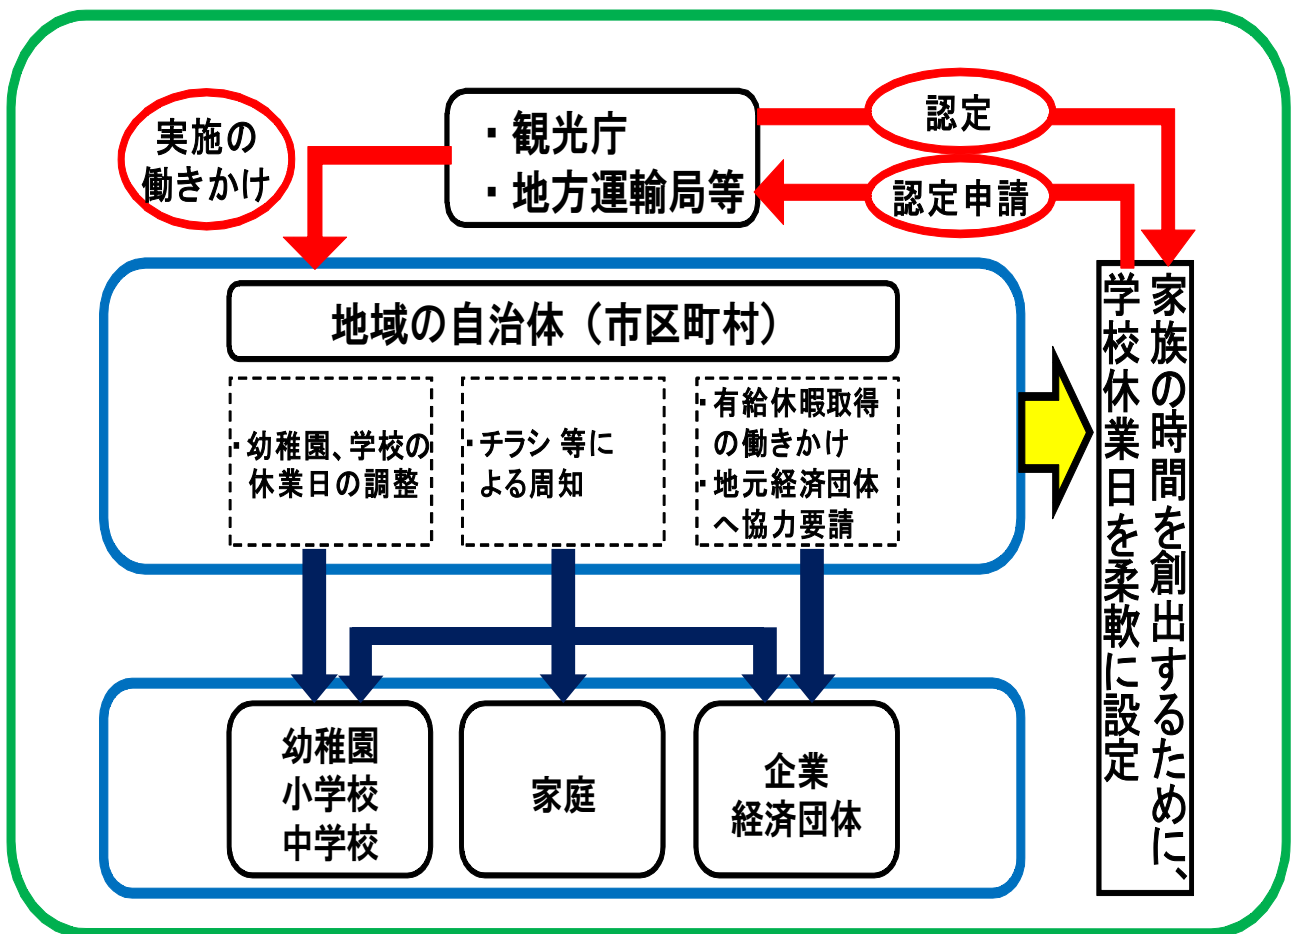 実施の
働きかけ
・観光庁
・地方運輸局等
認定
認定申請
地域の自治体（市区町村）
・幼稚園、学校の
休業日の調整
・チラシ 等に
よる周知
・有給休暇取得
の働きかけ
・地元経済団体
へ協力要請
家族の時間を創出するために、
学校休業日を柔軟に設定
幼稚園
小学校
中学校
家庭
企業
経済団体